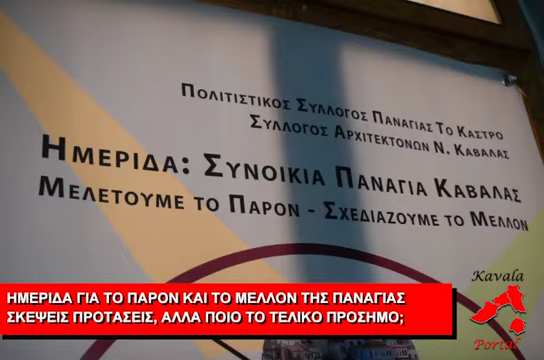 ΠΟΛΙΤΙΣΤΙΚΟΣ ΣΥΛΛΟΓΟΣ ΠΑΝΑΓΙΑΣ ΤΟ ΚΑΣΤΡΟ
ΣΥΛΛΟΓΟΣ ΑΡΧΙΤΕΚΤΟΝΩΝ Ν. ΚΑΒΑΛΑΣ
ΗΜΕΡΙΔΑ: ΣΥΝΟΙΚΙΑ ΠΑΝΑΓΙΑ ΚΑΒΑΛΑΣ
ΜΕΛΕΤΟΥΜΕ ΤΟ ΠΑΡΟΝ - ΣΧΕΔΙΑΖΟΥΜΕ ΤΟ ΜΕΛΛΟΝ
ΗΜΕΡΙΔΑ ΓΙΑ ΤΟ ΠΑΡΟΝ ΚΑΙ ΤΟ ΜΕΛΛΟΝ ΤΗΣ ΠΑΝΑΓΙΑΣ
ΣΚΕΨΕΙΣ ΠΡΟΤΑΣΕΙΣ, ΑΛΛΑ ΠΟΙΟ ΤΟ ΤΕΛΙΚΟ ΠΡΟΣΗΜΟ;
Kavala
Portal